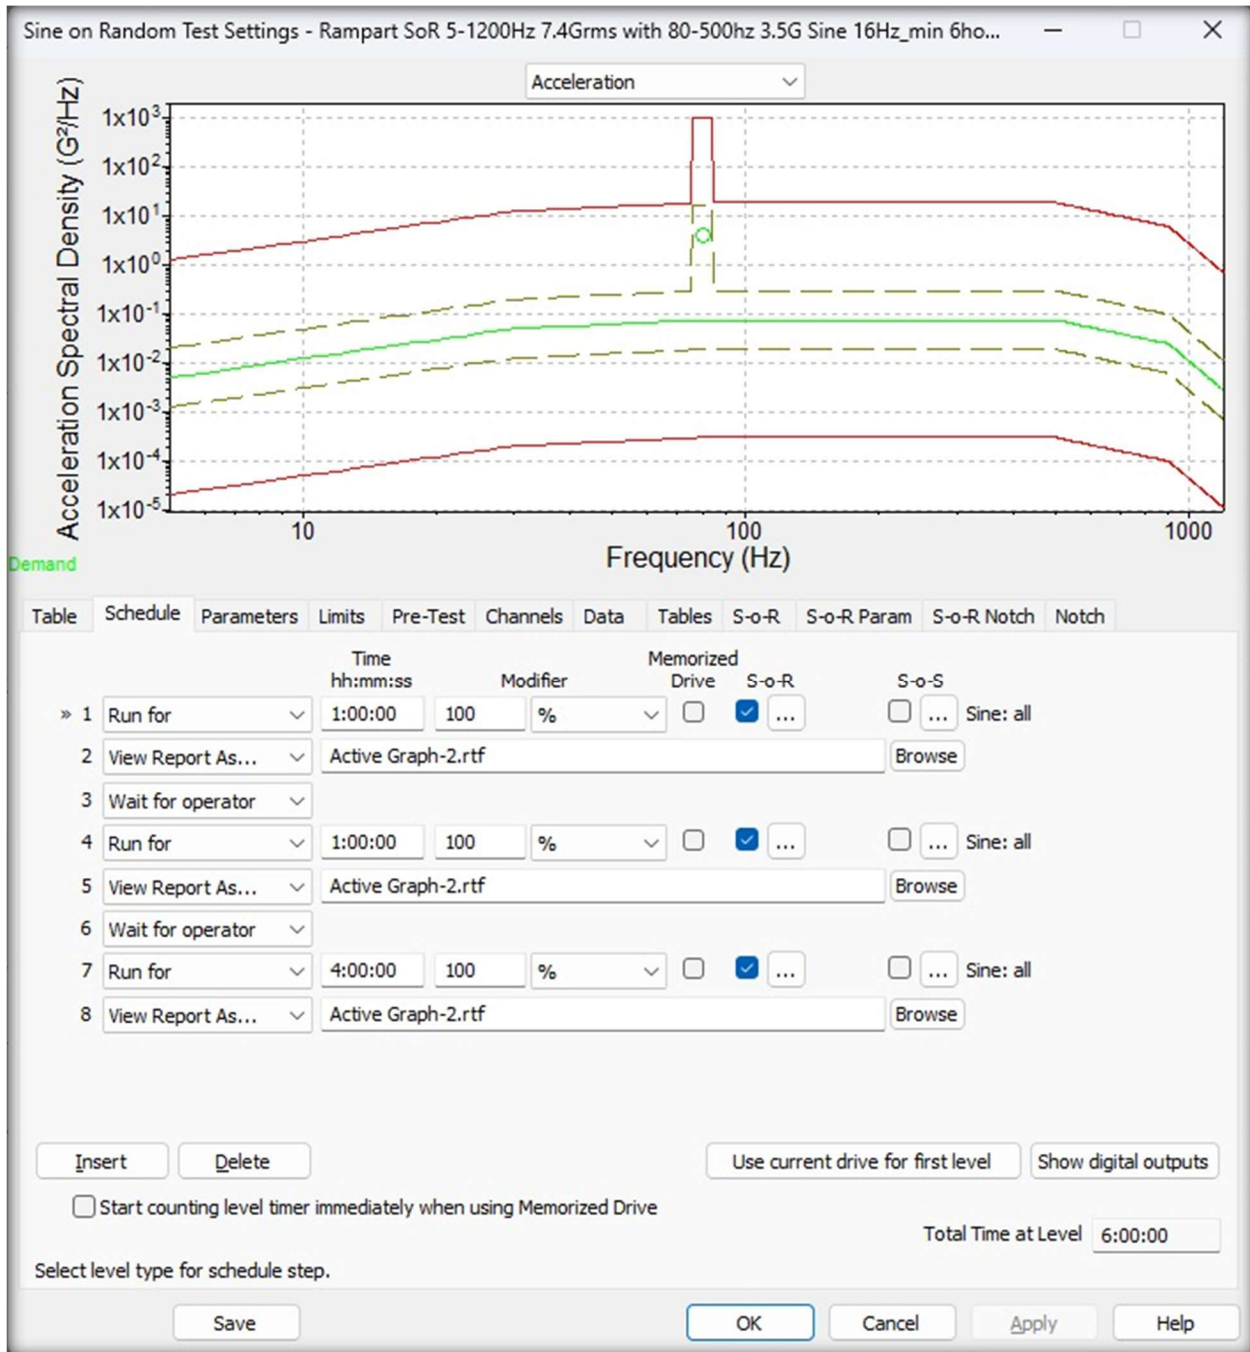 Sine on Random Test Settings - Rampart SoR 5-1200Hz 7.4Grms with 80-500hz 3.5G Sine 16Hz_min 6ho...
Acceleration
Acceleration Spectral Density (G²/Hz)
1x10³
1x10²
1x10¹
1x10⁰
1x10⁻¹
1x10⁻²
1x10⁻³
1x10⁻⁴
1x10⁻⁵
10 100 1000
Frequency (Hz)
Demand
Table Schedule Parameters Limits Pre-Test Channels Data Tables S-o-R S-o-R Param S-o-R Notch Notch
Time Memorized
hh:mm:ss Modifier Drive S-o-R S-o-S
» 1 Run for 1:00:00 100 % ... ... Sine: all
2 View Report As... Active Graph-2.rtf Browse
3 Wait for operator
4 Run for 1:00:00 100 % ... ... Sine: all
5 View Report As... Active Graph-2.rtf Browse
6 Wait for operator
7 Run for 4:00:00 100 % ... ... Sine: all
8 View Report As... Active Graph-2.rtf Browse
Insert Delete Use current drive for first level Show digital outputs
Start counting level timer immediately when using Memorized Drive
Total Time at Level 6:00:00
Select level type for schedule step.
Save OK Cancel Apply Help